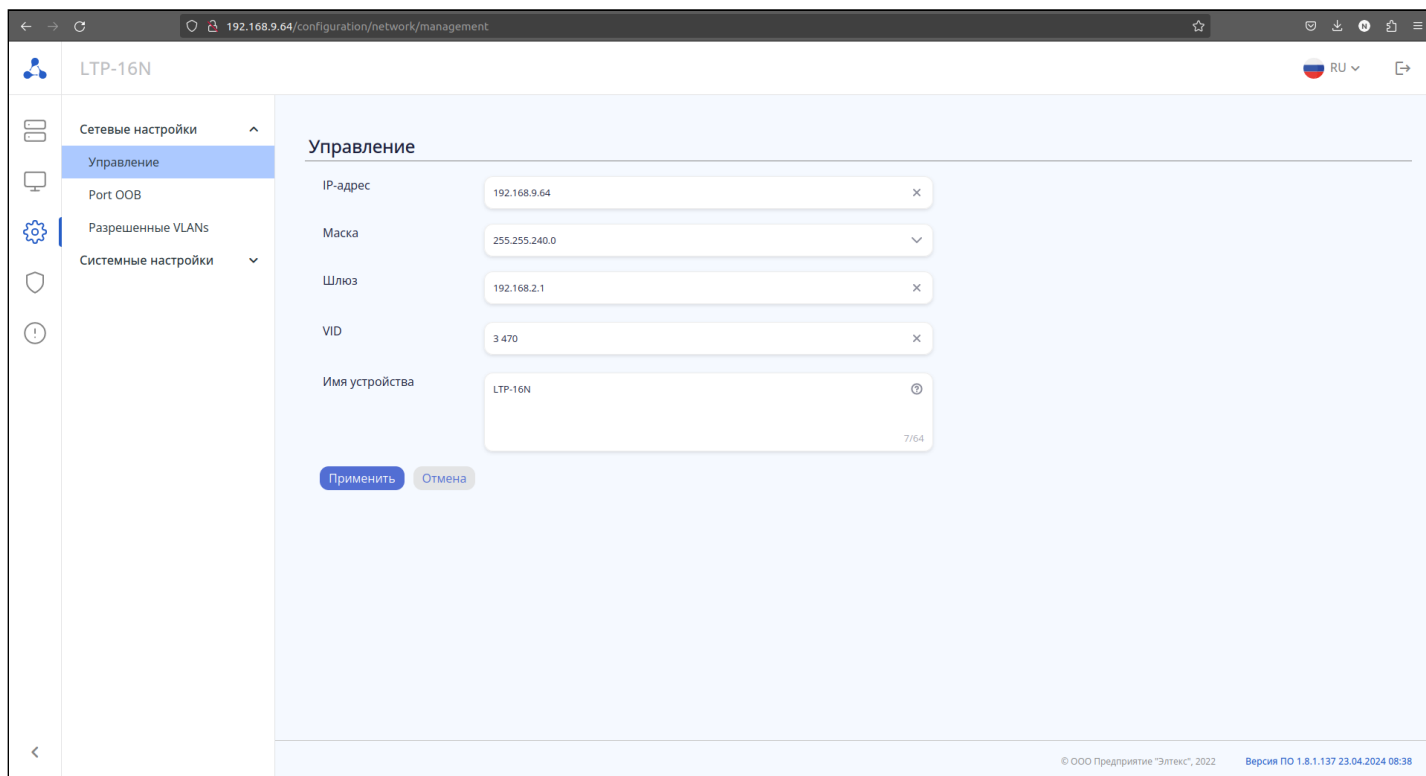 192.168.9.64/configuration/network/management
LTP-16N
RU
Сетевые настройки
Управление
Port OOB
Разрешенные VLANs
Системные настройки
Управление
IP-адрес
192.168.9.64
Маска
255.255.240.0
Шлюз
192.168.2.1
VID
3 470
Имя устройства
LTP-16N
7/64
Применить Отмена
© ООО Предприятие "Элтекс", 2022 Версия ПО 1.8.1.137 23.04.2024 08:38